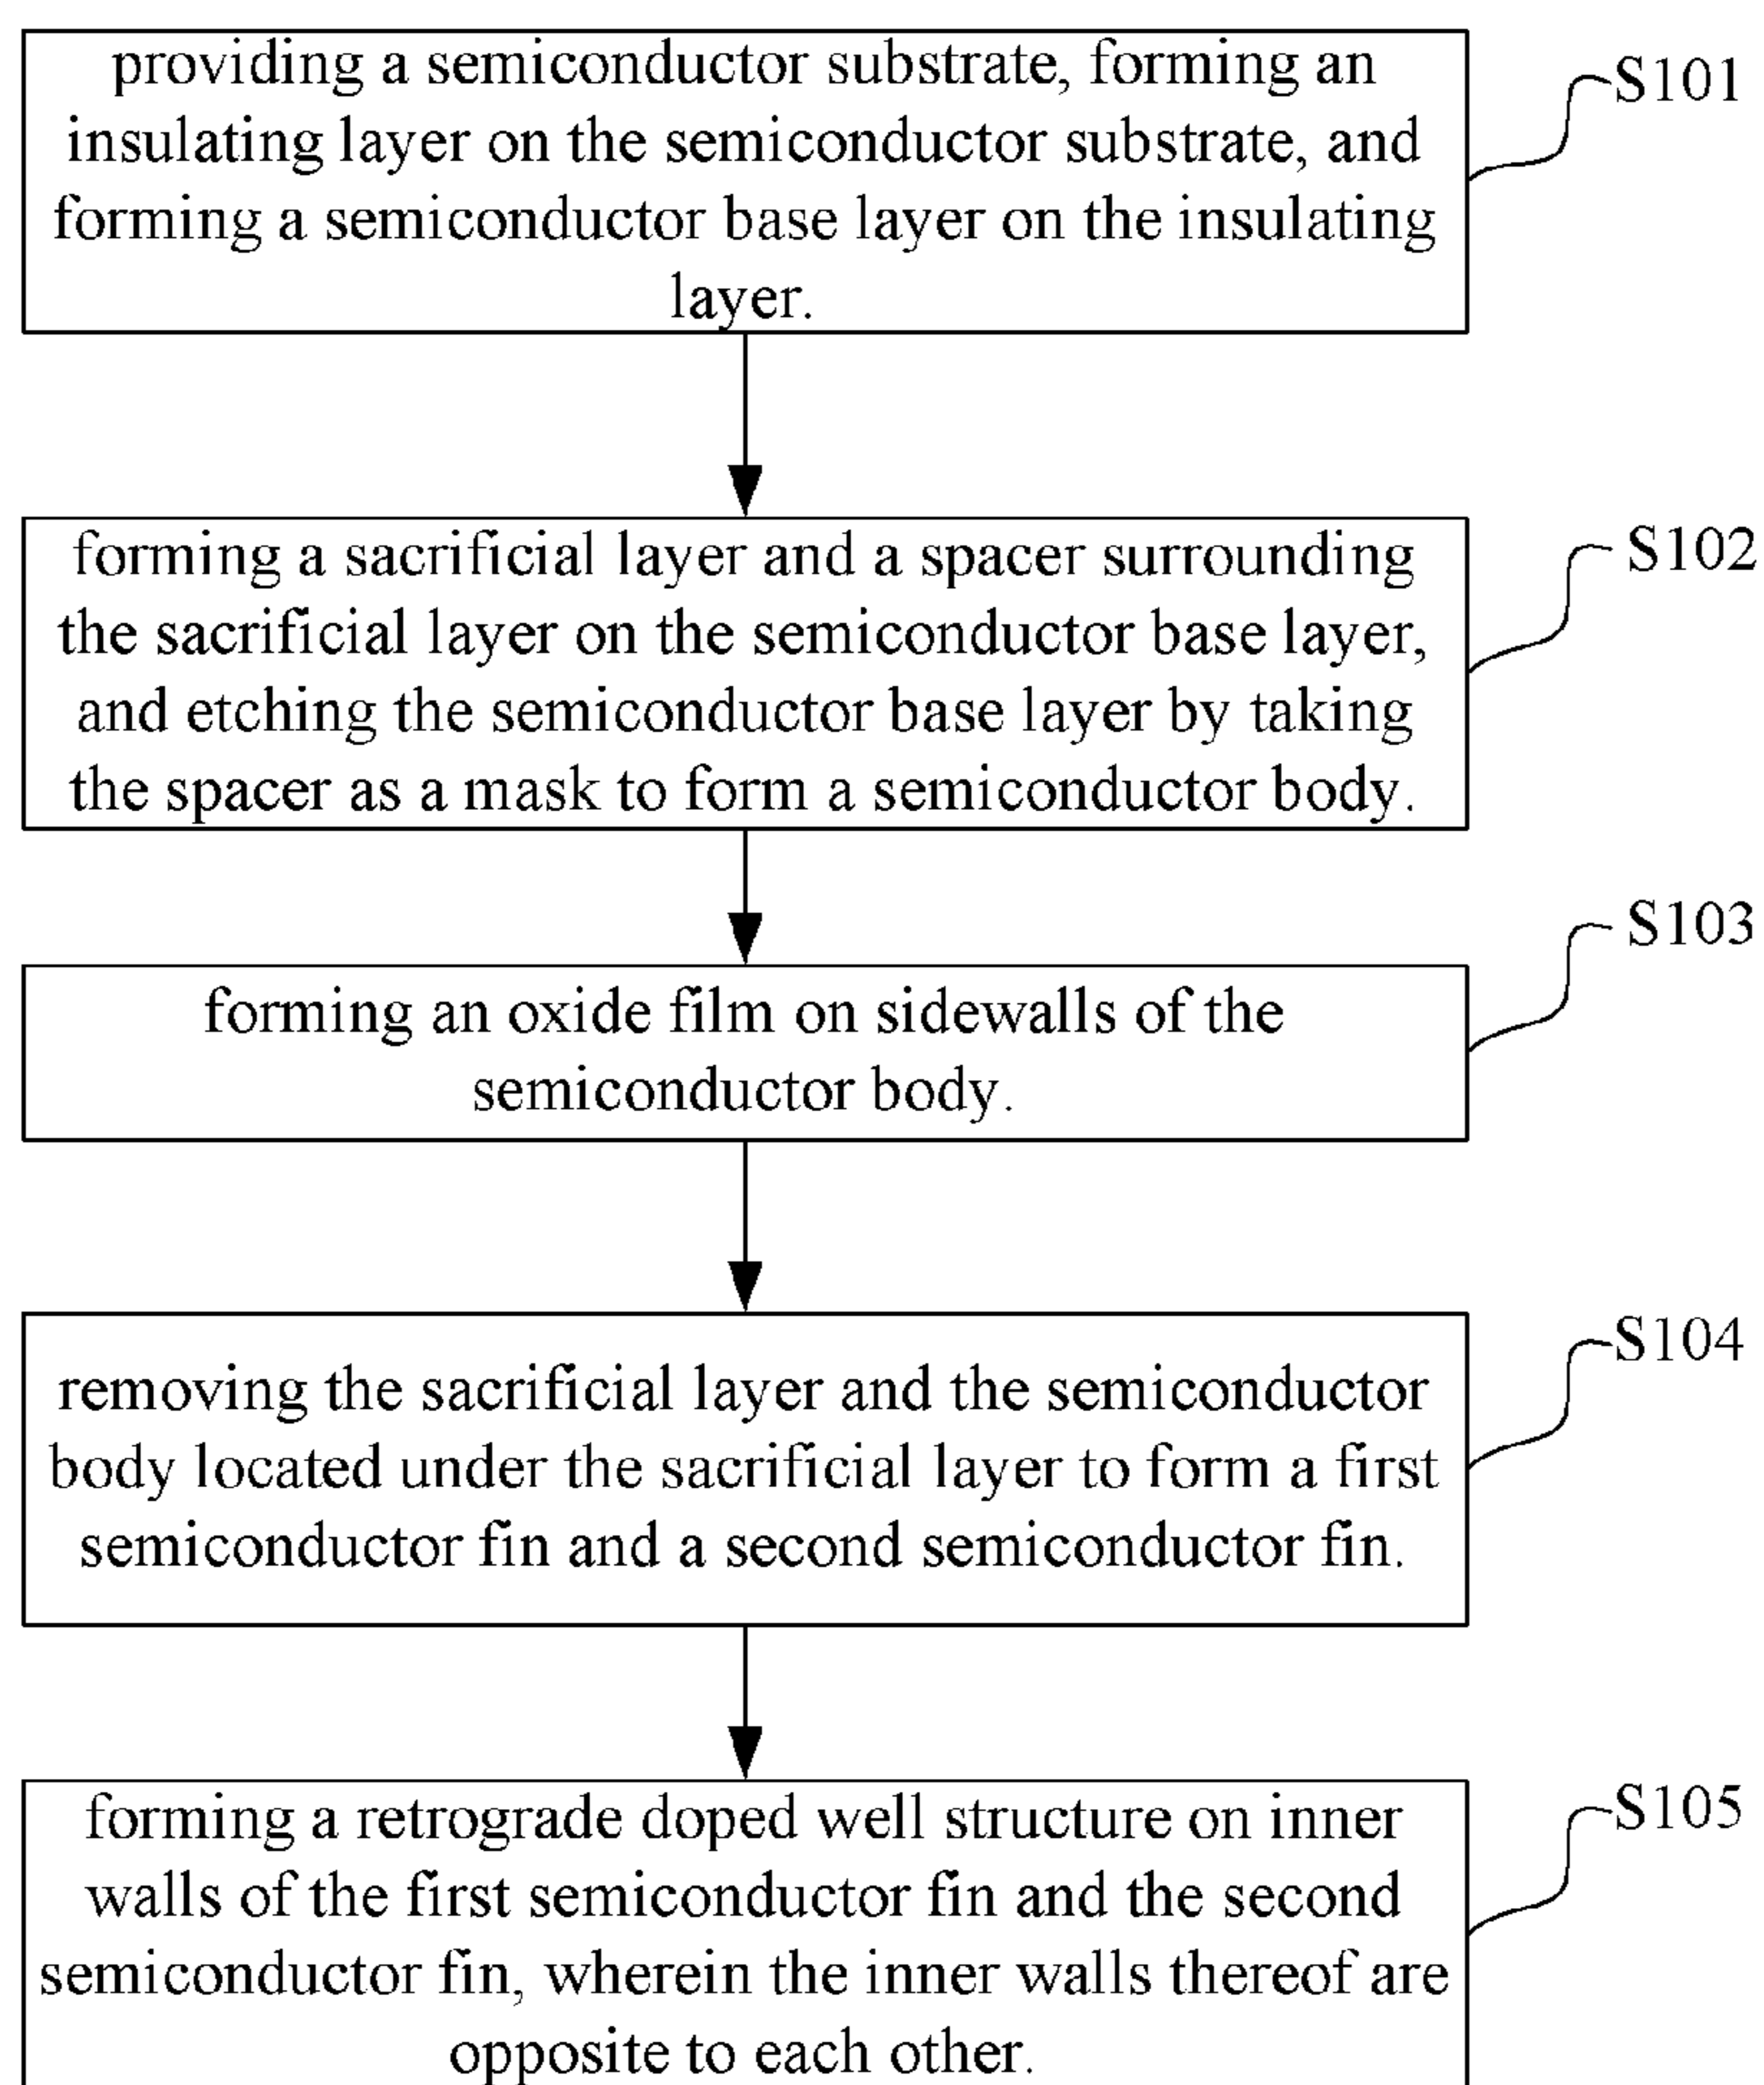 providing a semiconductor substrate, forming an
insulating layer on the semiconductor substrate, and
forming a semiconductor base layer on the insulating
layer.
S101
forming a sacrificial layer and a spacer surrounding
the sacrificial layer on the semiconductor base layer,
and etching the semiconductor base layer by taking
the spacer as a mask to form a semiconductor body.
S102
forming an oxide film on sidewalls of the
semiconductor body.
S103
removing the sacrificial layer and the semiconductor
body located under the sacrificial layer to form a first
semiconductor fin and a second semiconductor fin.
S104
forming a retrograde doped well structure on inner
walls of the first semiconductor fin and the second
semiconductor fin, wherein the inner walls thereof are
opposite to each other.
S105